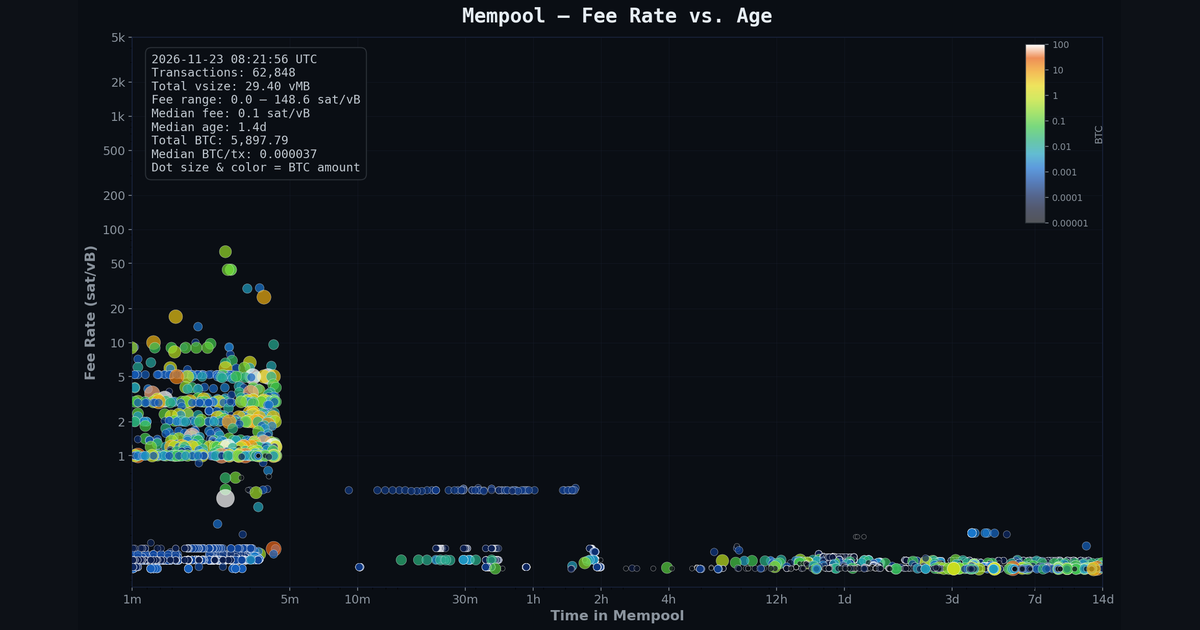 Mempool — Fee Rate vs. Age
2026-11-23 08:21:56 UTC
Transactions: 62,848
Total vsize: 29.40 vMB
Fee range: 0.0 – 148.6 sat/vB
Median fee: 0.1 sat/vB
Median age: 1.4d
Total BTC: 5,897.79
Median BTC/tx: 0.000037
Dot size & color = BTC amount
5k
2k
1k
500
200
100
50
20
10
5
2
1
Fee Rate (sat/vB)
100
10
1
0.1
0.01
0.001
0.0001
0.00001
BTC
1m 5m 10m 30m 1h 2h 4h 12h 1d 3d 7d 14d
Time in Mempool